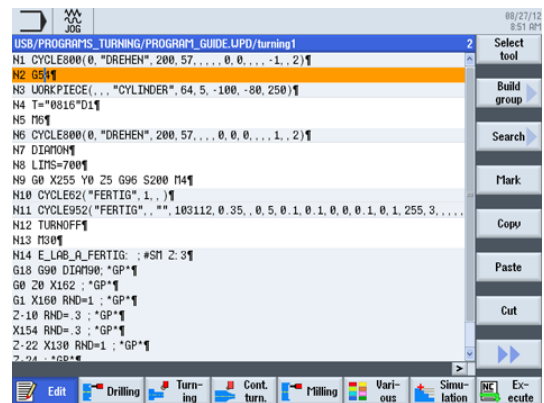 JOG
08/27/12
8:51 AM
USB/PROGRAMS_TURNING/PROGRAM_GUIDE.WPD/turning1 2
N1 CYCLE800(0, "DREHEN", 200, 57, , , , 0, 0, , , , -1, , 2)¶
N2 G54¶
N3 WORKPIECE(, , , "CYLINDER", 64, 5, -100, -80, 250)¶
N4 T="0816"D1¶
N5 M6¶
N6 CYCLE800(0, "DREHEN", 200, 57, , , , 0, 0, 0, , , , 1, , 2)¶
N7 DIAMON¶
N8 LIMS=700¶
N9 G0 X255 Y0 Z5 G96 S200 M4¶
N10 CYCLE62("FERTIG", 1, , )¶
N11 CYCLE952("FERTIG", , "", 103112, 0.35, , 0, 5, 0.1, 0.1, 0, 0, 0.1, 0, 1, 255, 3, , , , ,
N12 TURNOFF¶
N13 M30¶
N14 E_LAB_A_FERTIG: ; #SM Z:3¶
G18 G90 DIAM90; *GP*¶
G0 Z0 X162 ; *GP*¶
G1 X160 RND=1 ; *GP*¶
Z-10 RND=.3 ; *GP*¶
X154 RND=.3 ; *GP*¶
Z-22 X130 RND=1 ; *GP*¶
Z-24 ; *GP*¶
Select
tool
Build
group
Search
Mark
Copy
Paste
Cut
Edit
Drilling
Turn-
ing
Cont.
turn.
Milling
Vari-
ous
Simu-
lation
NC Ex-
ecute